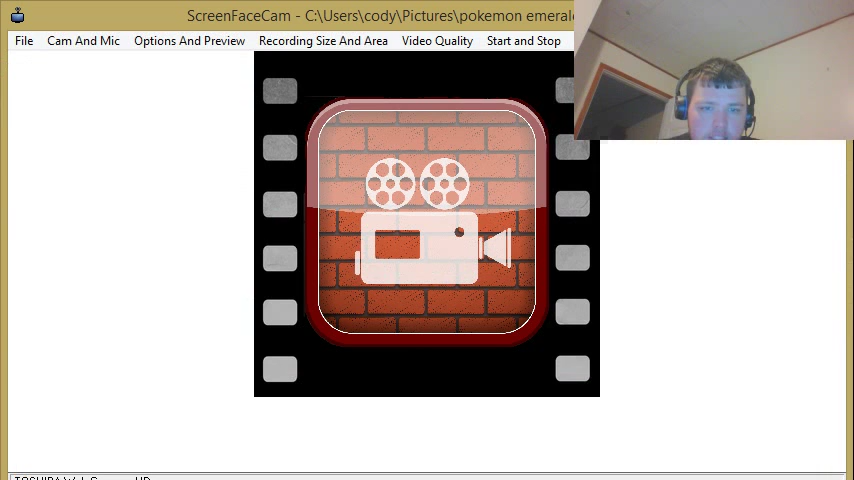 ScreenFaceCam - C:\Users\cody\Pictures\pokemon emeral
File Cam And Mic Options And Preview Recording Size And Area Video Quality Start and Stop